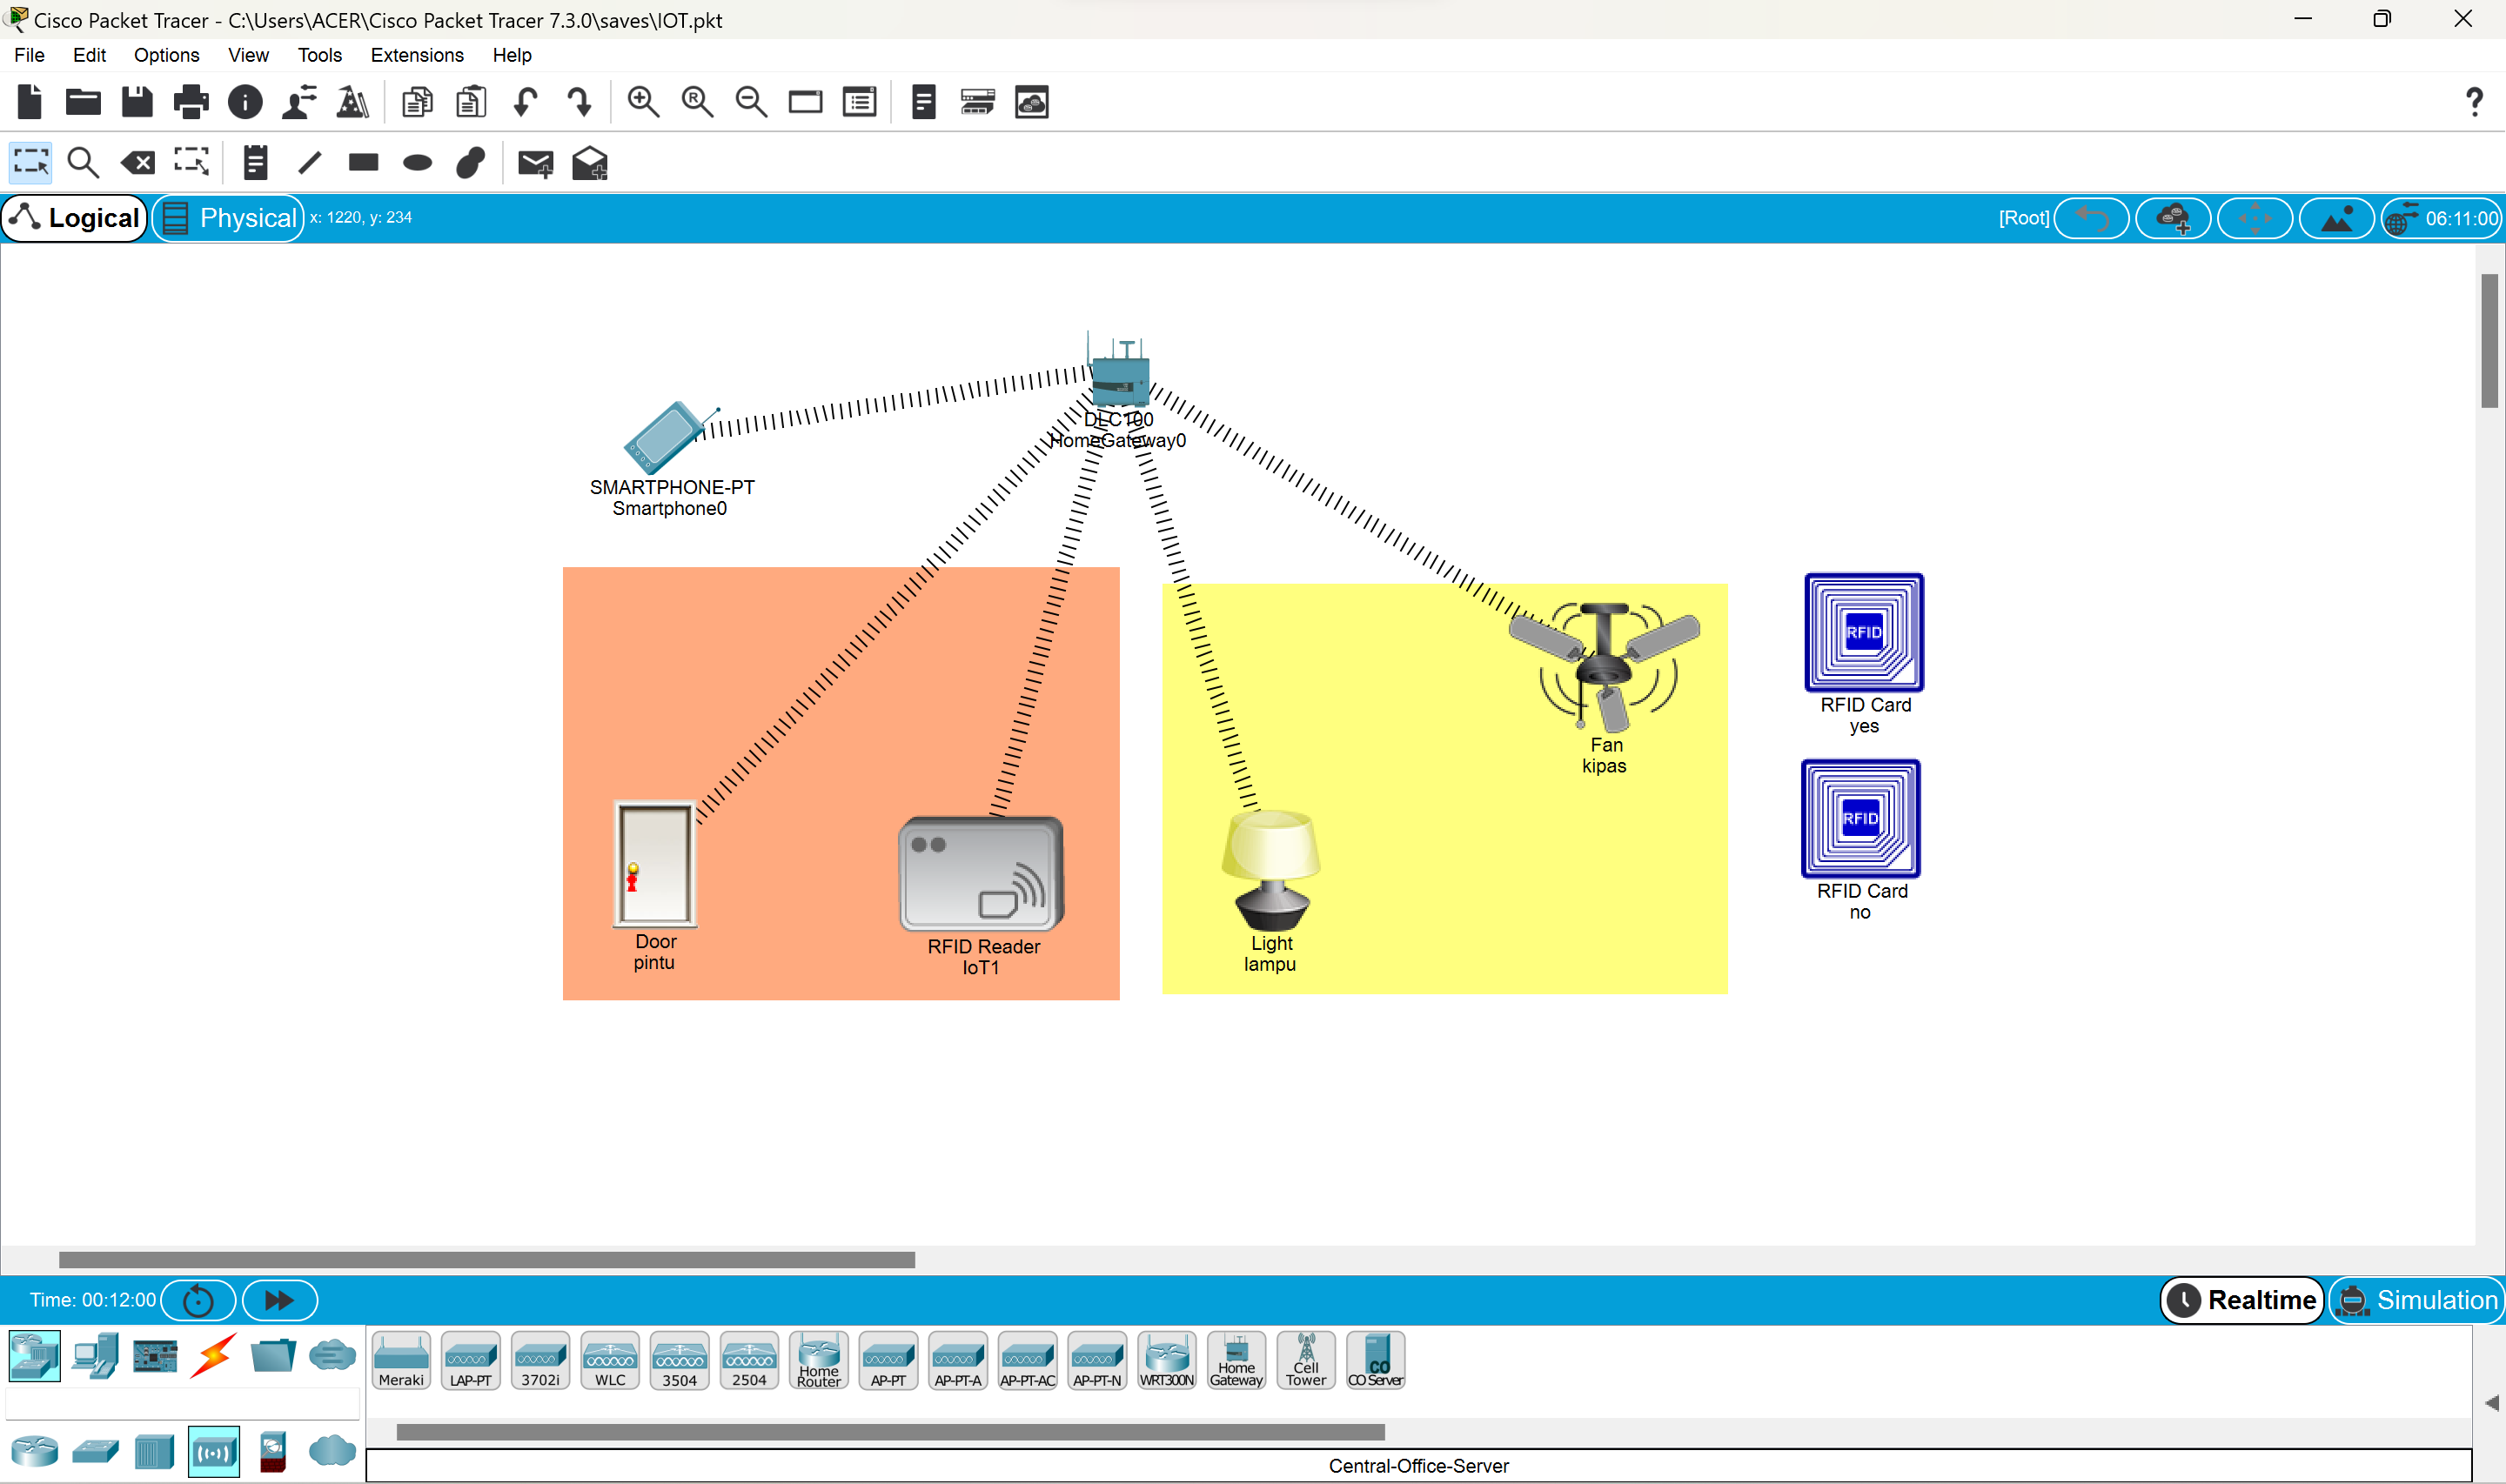 Cisco Packet Tracer - C:\Users\ACER\Cisco Packet Tracer 7.3.0\saves\IOT.pkt
File Edit Options View Tools Extensions Help
Logical Physical x: 1220, y: 234 [Root] 06:11:00
DLC100
HomeGateway0
SMARTPHONE-PT
Smartphone0
RFID
RFID Card
yes
Fan
kipas
RFID
RFID Card
no
Door
pintu
RFID Reader
IoT1
Light
lampu
Time: 00:12:00 Realtime Simulation
Meraki LAP-PT 3702i WLC 3504 2504 Home Router AP-PT AP-PT-A AP-PT-AC AP-PT-N WRT300N Home Gateway Cell Tower CO CO Server
Central-Office-Server